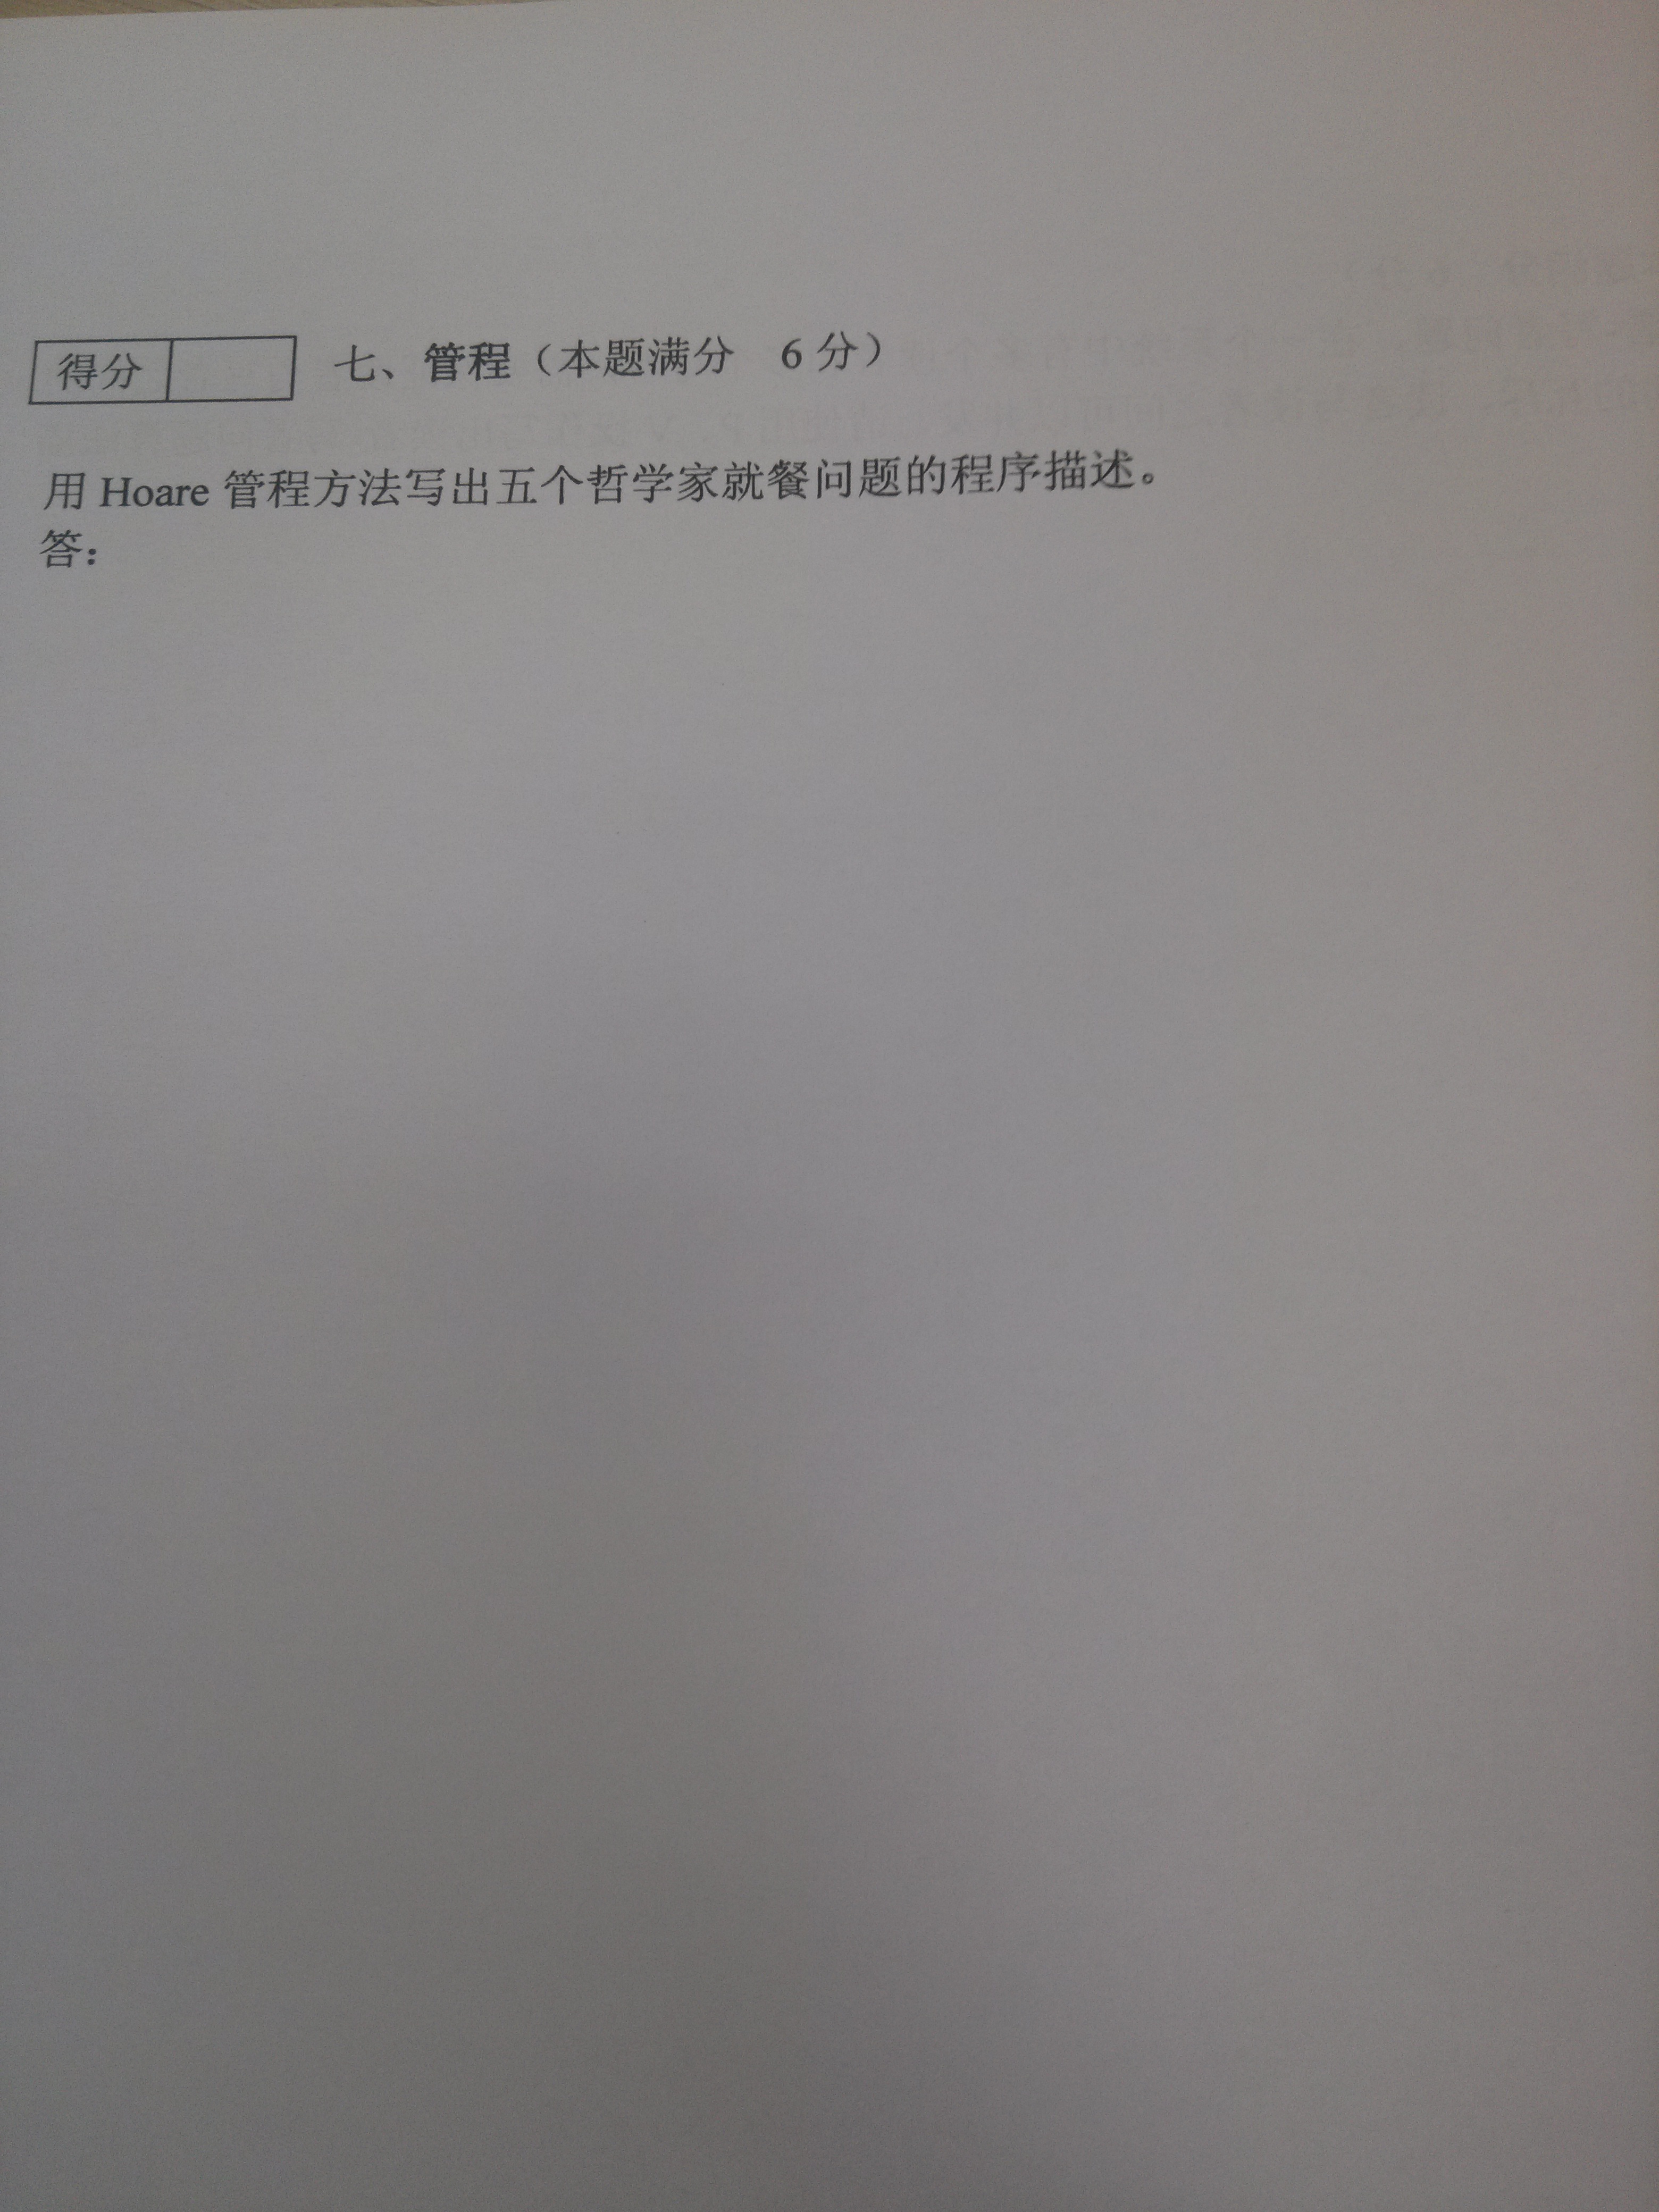 得分 七、管程（本题满分 6 分）
用 Hoare 管程方法写出五个哲学家就餐问题的程序描述。
答：